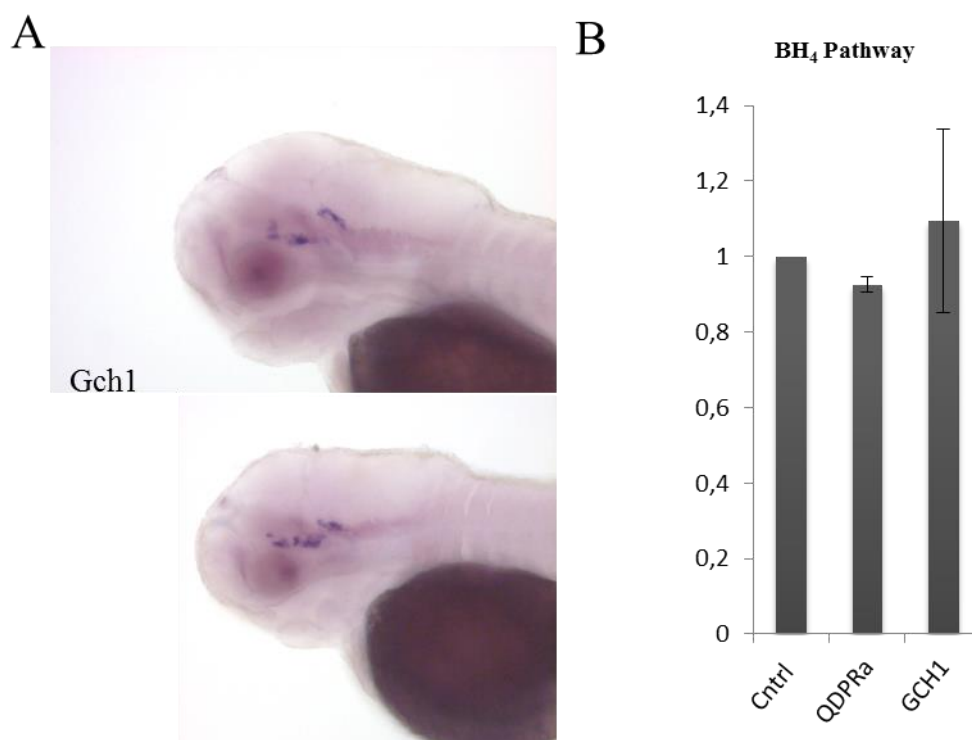 A
Gch1
B
BH₄ Pathway
1,4
1,2
1
0,8
0,6
0,4
0,2
0
Cntrl
QDPRa
GCH1